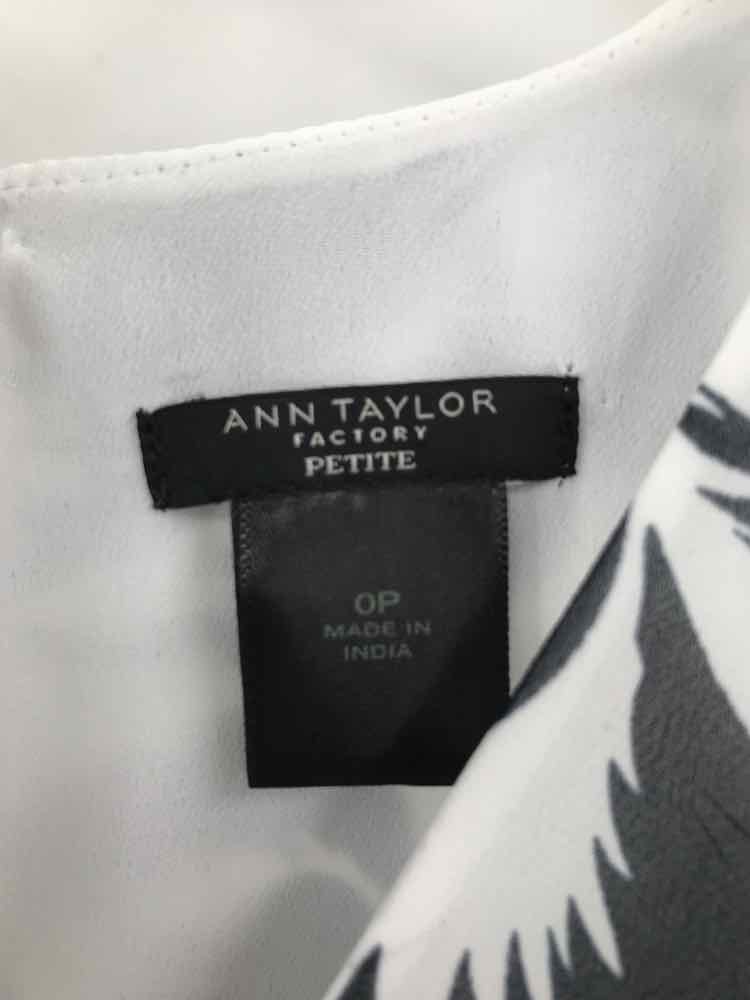 ANN TAYLOR
FACTORY
PETITE
0P
MADE IN
INDIA